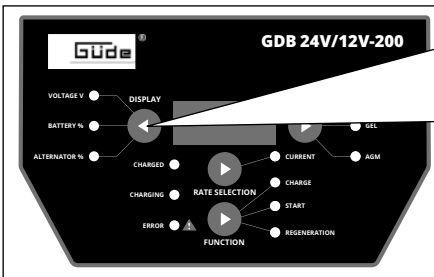 Güde ®
GDB 24V/12V-200
VOLTAGE V
DISPLAY
BATTERY %
GEL
ALTERNATOR %
AGM
CHARGED
CURRENT
RATE SELECTION
CHARGE
CHARGING
START
ERROR
REGENERATION
FUNCTION